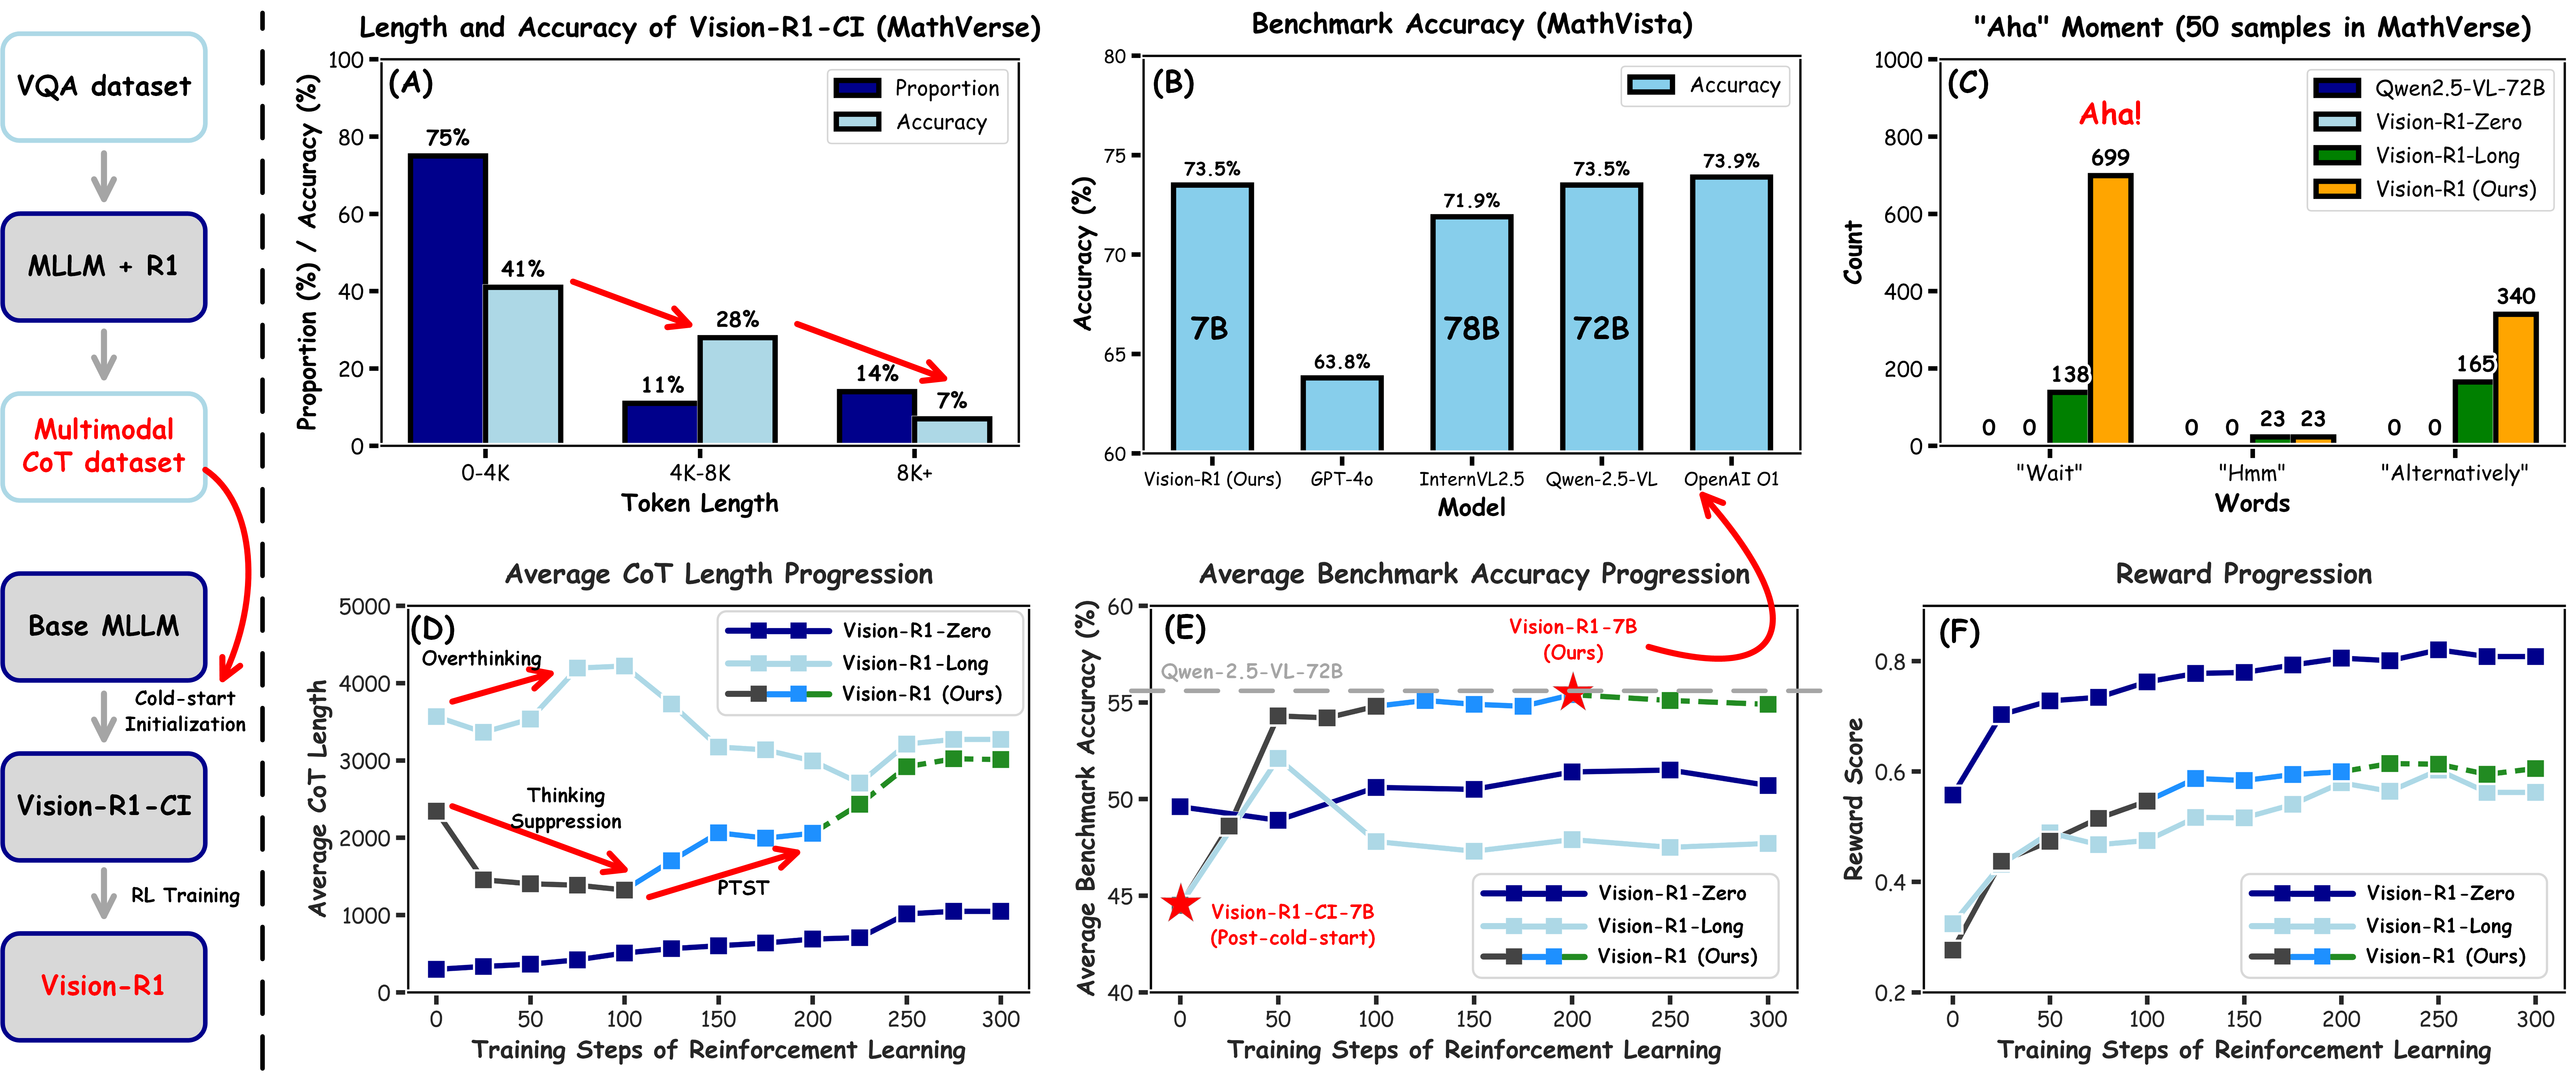 VQA dataset
MLLM + R1
Multimodal
CoT dataset
Base MLLM
Cold-start
Initialization
Vision-R1-CI
RL Training
Vision-R1
Length and Accuracy of Vision-R1-CI (MathVerse)
(A)
Proportion
Accuracy
Proportion (%) / Accuracy (%)
100
80
60
40
20
0
75%
41%
11%
28%
14%
7%
0-4K
4K-8K
8K+
Token Length
Benchmark Accuracy (MathVista)
(B)
Accuracy
Accuracy (%)
80
75
70
65
60
73.5%
63.8%
71.9%
73.5%
73.9%
7B
78B
72B
Vision-R1 (Ours)
GPT-4o
InternVL2.5
Qwen-2.5-VL
OpenAI O1
Model
"Aha" Moment (50 samples in MathVerse)
(C)
Qwen2.5-VL-72B
Vision-R1-Zero
Vision-R1-Long
Vision-R1 (Ours)
Aha!
Count
1000
800
600
400
200
0
0
0
138
699
0
0
23
23
0
0
165
340
"Wait"
"Hmm"
"Alternatively"
Words
Average CoT Length Progression
(D)
Vision-R1-Zero
Vision-R1-Long
Vision-R1 (Ours)
Overthinking
Thinking
Suppression
PTST
Average CoT Length
5000
4000
3000
2000
1000
0
0
50
100
150
200
250
300
Training Steps of Reinforcement Learning
Average Benchmark Accuracy Progression
(E)
Vision-R1-7B
(Ours)
Qwen-2.5-VL-72B
Vision-R1-CI-7B
(Post-cold-start)
Vision-R1-Zero
Vision-R1-Long
Vision-R1 (Ours)
Average Benchmark Accuracy (%)
60
55
50
45
40
0
50
100
150
200
250
300
Training Steps of Reinforcement Learning
Reward Progression
(F)
Reward Score
0.8
0.6
0.4
0.2
Vision-R1-Zero
Vision-R1-Long
Vision-R1 (Ours)
0
50
100
150
200
250
300
Training Steps of Reinforcement Learning